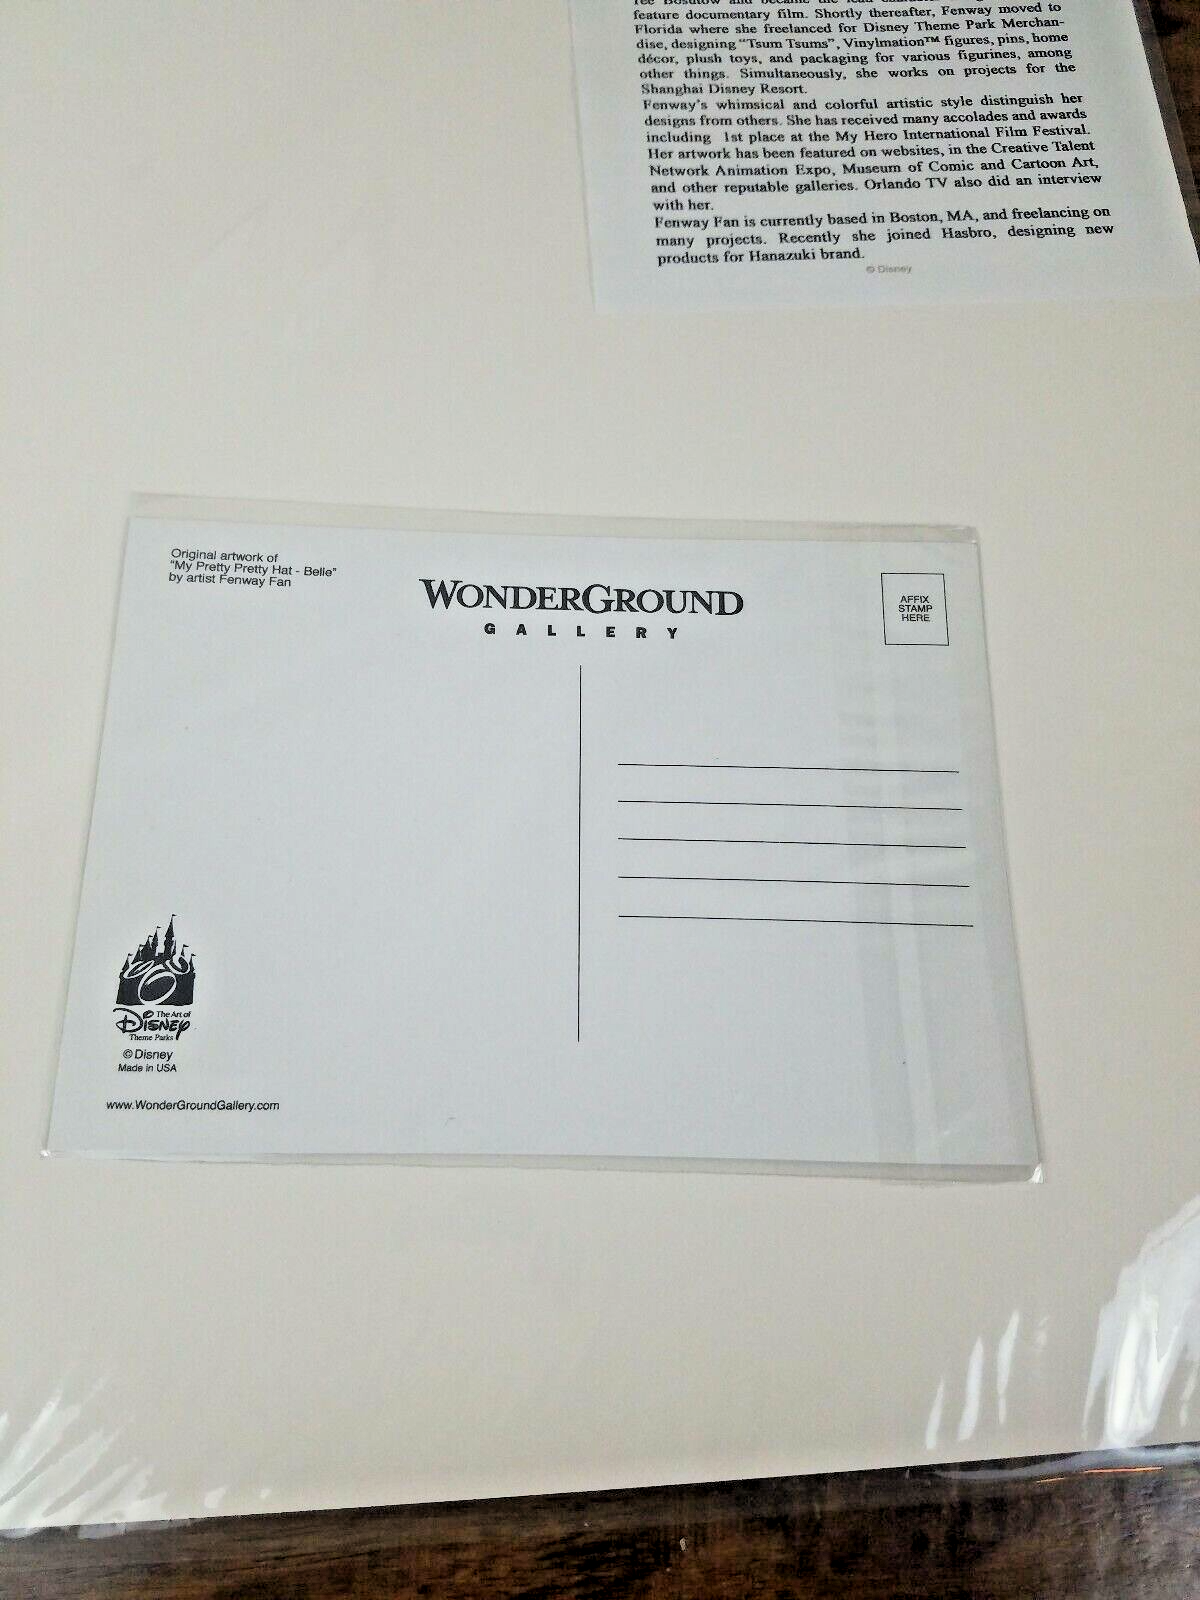 feature documentary film. Shortly thereafter, Fenway moved to
Florida where she freelanced for Disney Theme Park Merchan-
dise, designing "Tsum Tsums", Vinylmation™ figures, pins, home
décor, plush toys, and packaging for various figurines, among
other things. Simultaneously, she works on projects for the
Shanghai Disney Resort.
Fenway's whimsical and colorful artistic style distinguish her
designs from others. She has received many accolades and awards
including 1st place at the My Hero International Film Festival.
Her artwork has been featured on websites, in the Creative Talent
Network Animation Expo, Museum of Comic and Cartoon Art,
and other reputable galleries. Orlando TV also did an interview
with her.
Fenway Fan is currently based in Boston, MA, and freelancing on
many projects. Recently she joined Hasbro, designing new
products for Hanazuki brand.
© Disney
Original artwork of
"My Pretty Pretty Hat - Belle"
by artist Fenway Fan
WONDERGROUND
GALLERY
AFFIX
STAMP
HERE
The Art of
DISNEY
Theme Parks
© Disney
Made in USA
www.WonderGroundGallery.com